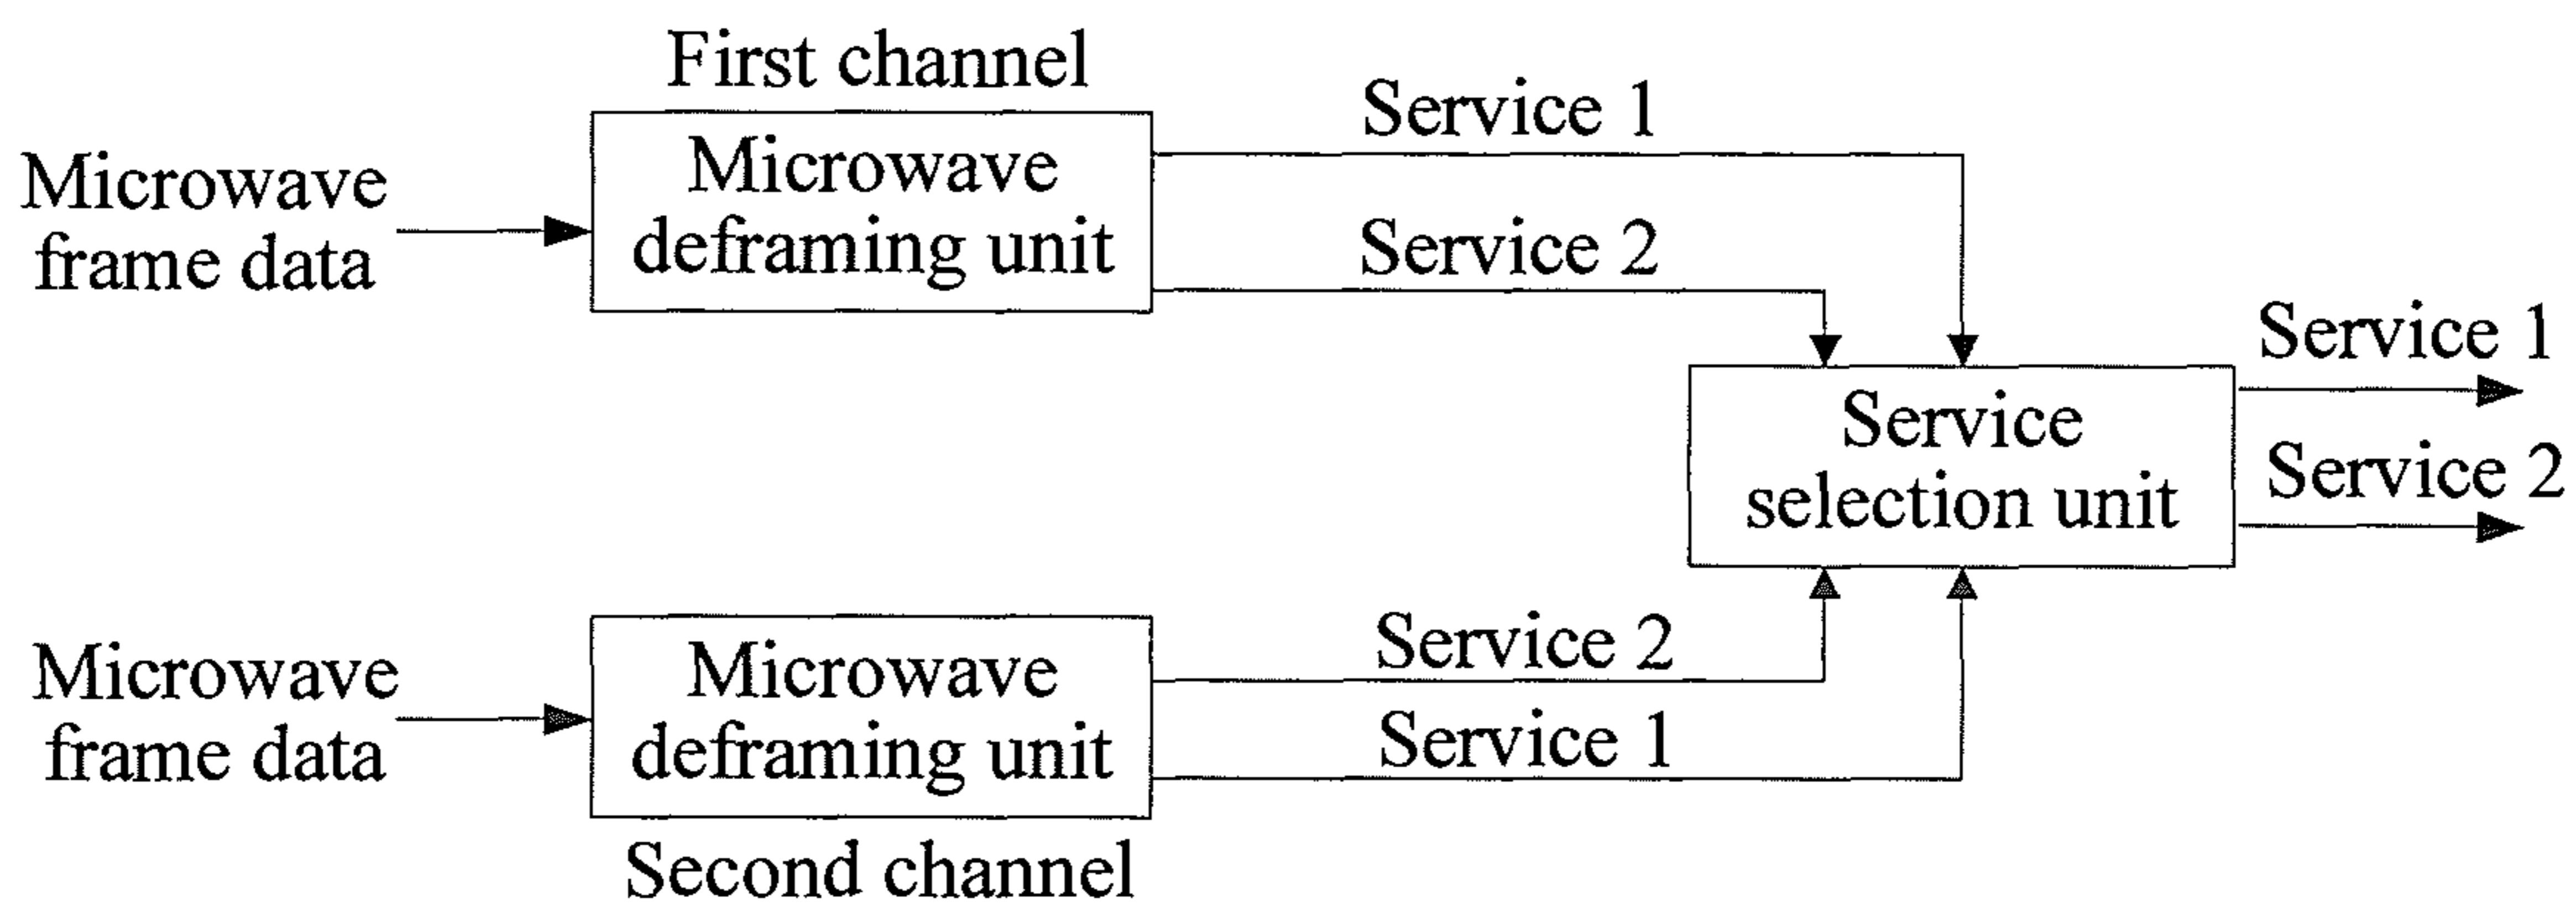 First channel
Microwave
frame data
Microwave
deframing unit
Service 1
Service 2
Service
selection unit
Service 1
Service 2
Microwave
frame data
Microwave
deframing unit
Service 2
Service 1
Second channel